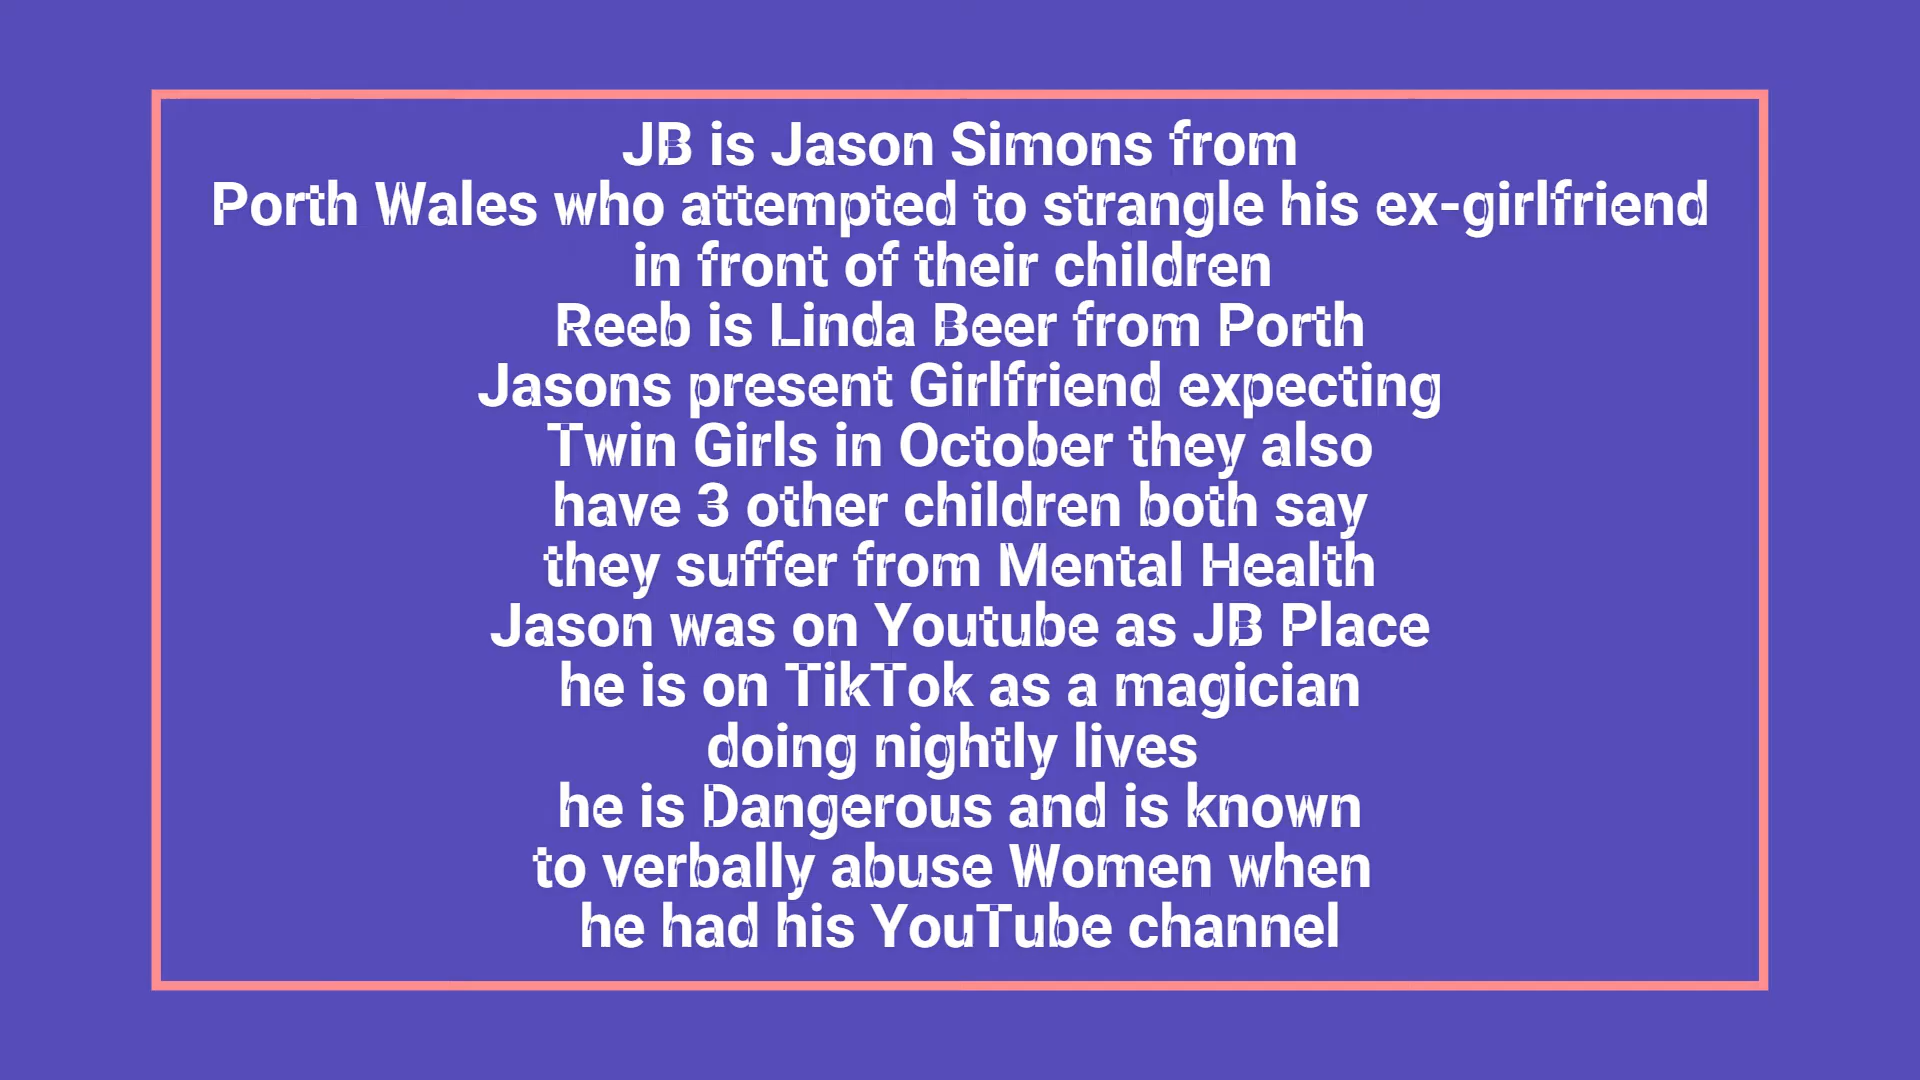 JB is Jason Simons from
Porth Wales who attempted to strangle his ex-girlfriend
in front of their children
Reeb is Linda Beer from Porth
Jasons present Girlfriend expecting
Twin Girls in October they also
have 3 other children both say
they suffer from Mental Health
Jason was on Youtube as JB Place
he is on TikTok as a magician
doing nightly lives
he is Dangerous and is known
to verbally abuse Women when
he had his YouTube channel